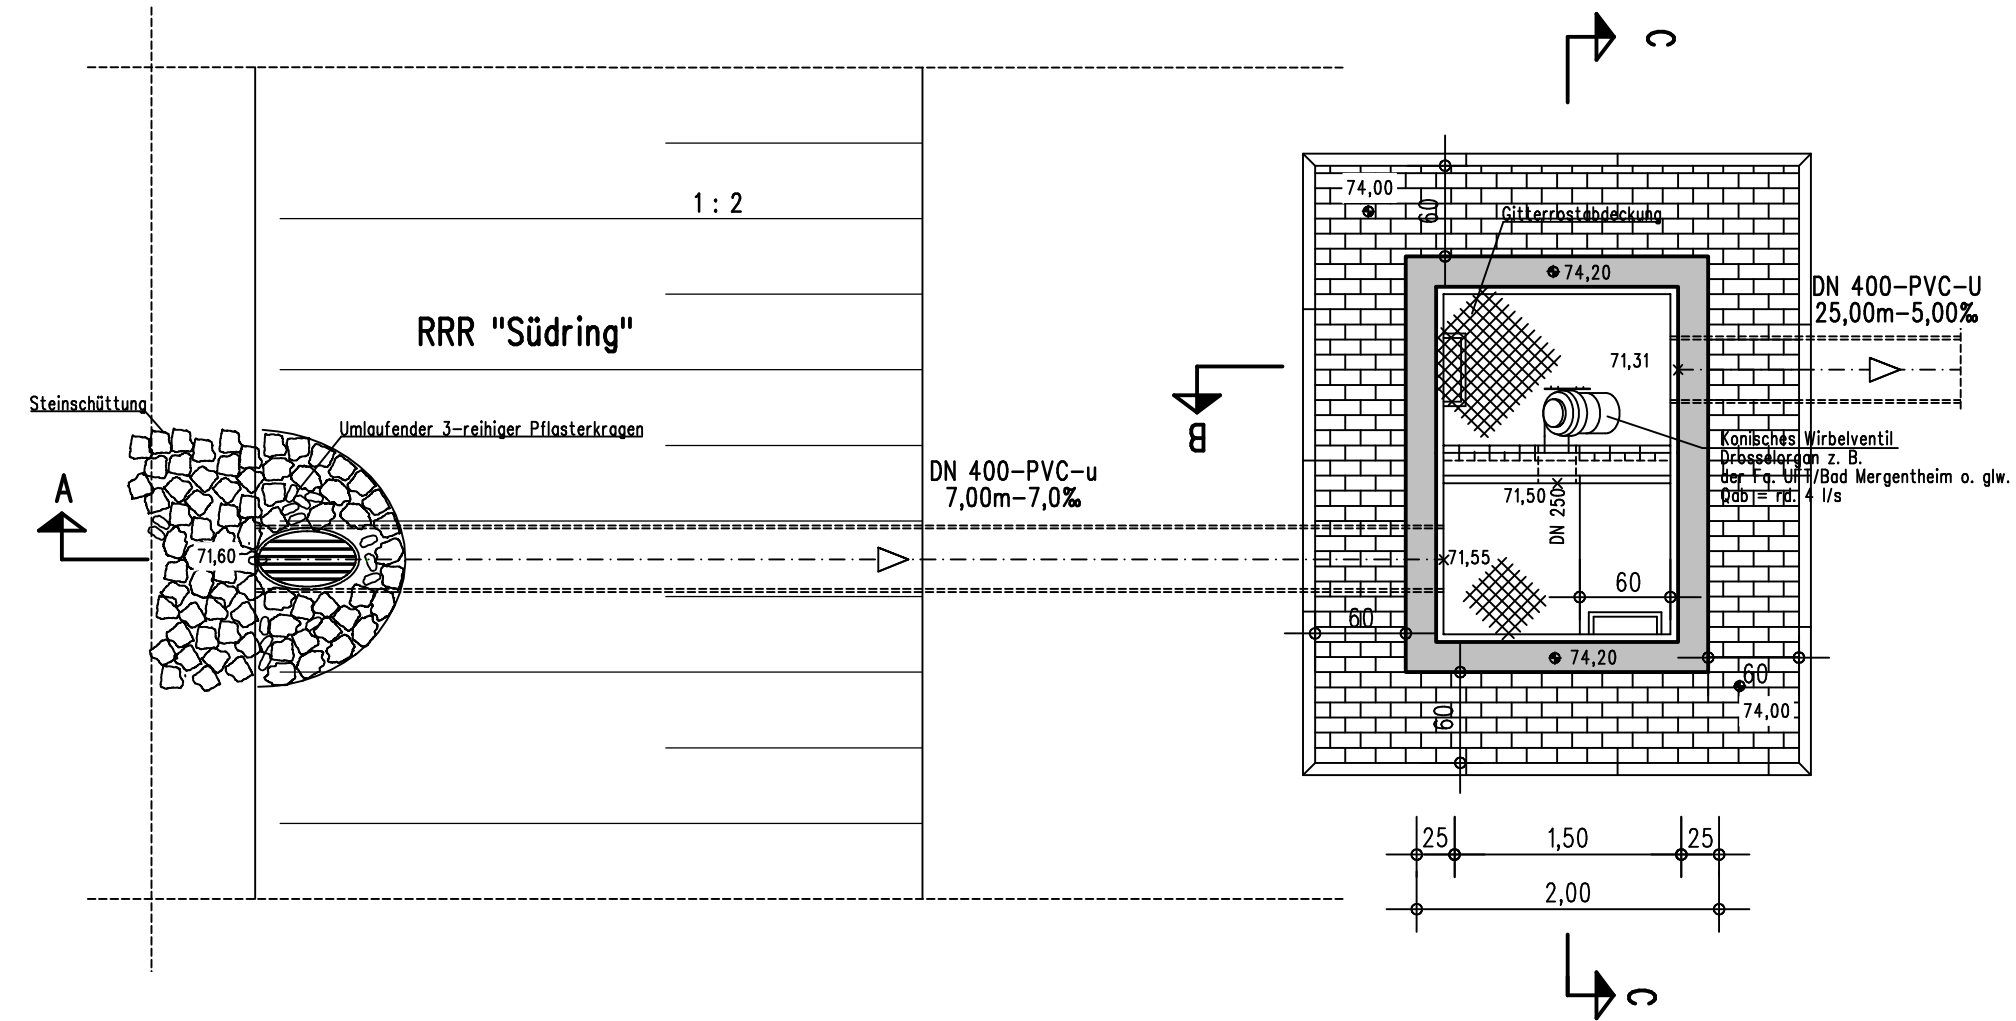 C
74,00
60
1 : 2
Gitterrostabdeckung
74,20
DN 400-PVC-U
25,00m-5,00‰
RRR "Südring"
71,31
Steinschüttung
Umlaufender 3-reihiger Pflasterkragen
B
Konisches Wirbelventil
Drosselorgan z. B.
der Fa. UFT/Bad Mergentheim o. glw.
Qab = rd. 4 l/s
A
DN 400-PVC-u
7,00m-7,0‰
71,50
DN 250
71,60
71,55
60
60
74,20
60
74,00
60
25
1,50
25
2,00
C